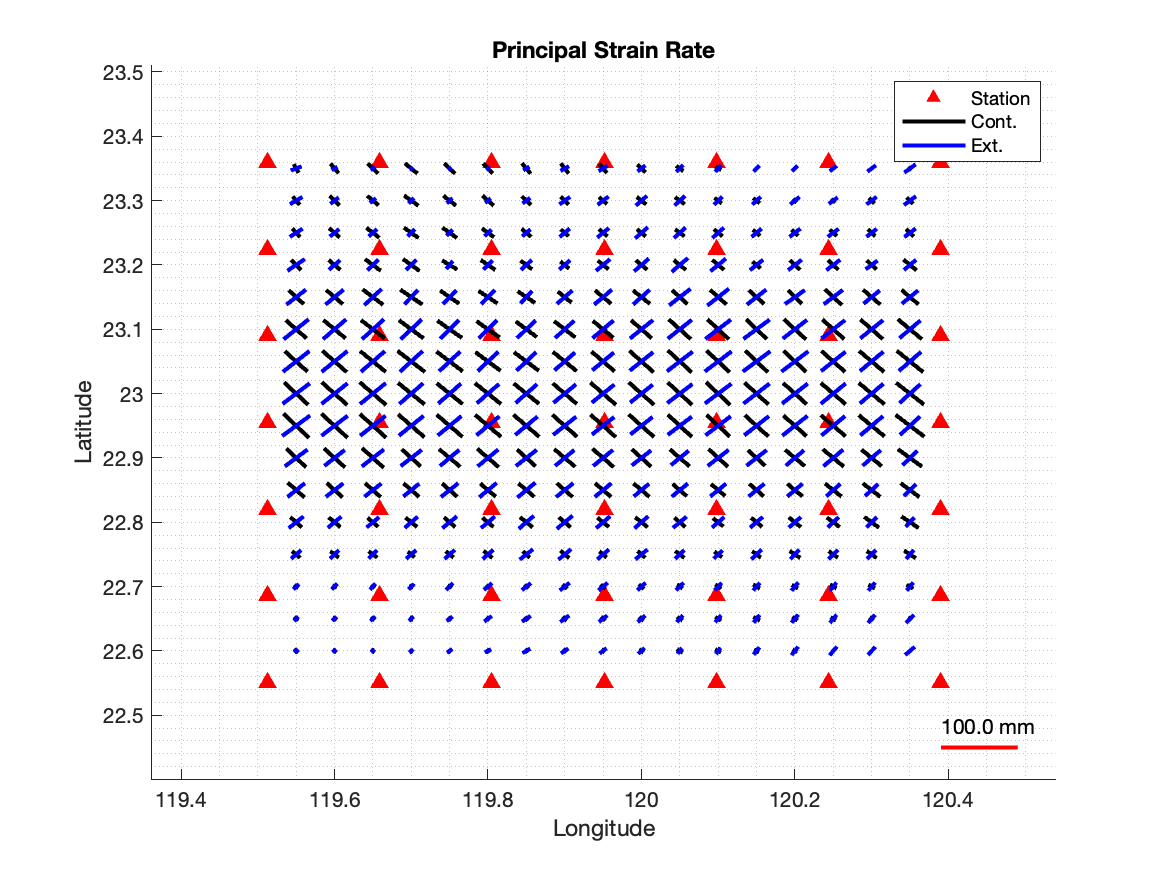 Principal Strain Rate
23.5
23.4
23.3
23.2
23.1
23
22.9
22.8
22.7
22.6
22.5
Latitude
Station
Cont.
Ext.
100.0 mm
119.4 119.6 119.8 120 120.2 120.4
Longitude